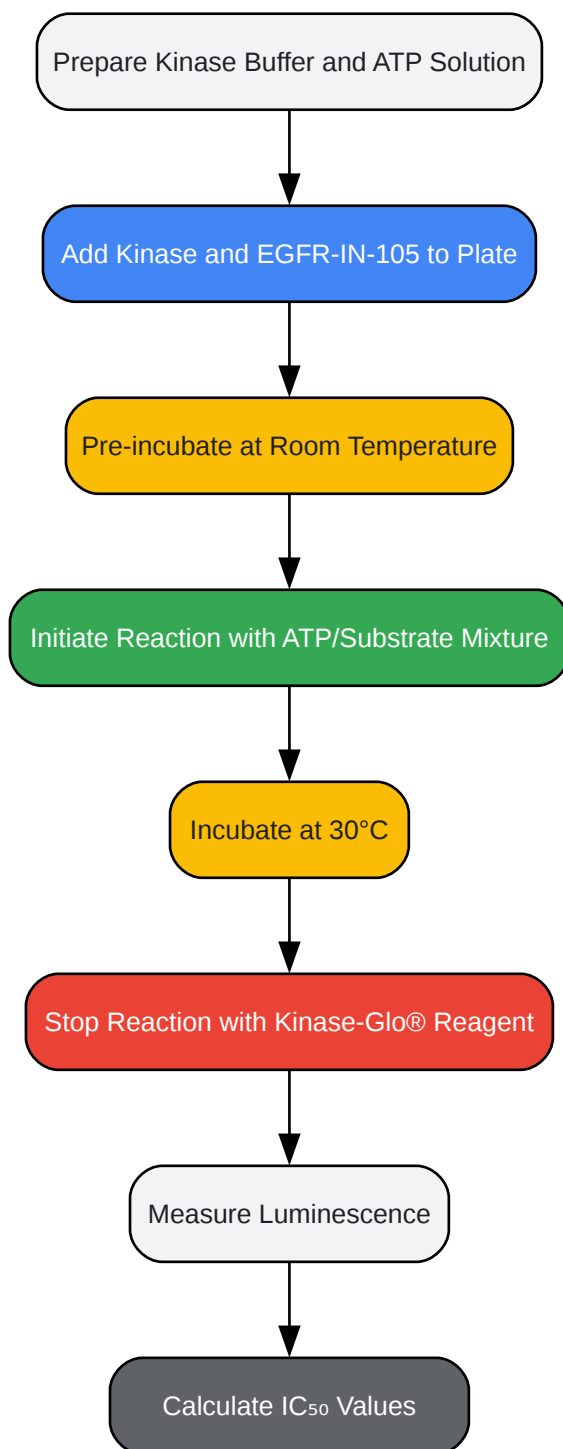 Prepare Kinase Buffer and ATP Solution
Add Kinase and EGFR-IN-105 to Plate
Pre-incubate at Room Temperature
Initiate Reaction with ATP/Substrate Mixture
Incubate at 30°C
Stop Reaction with Kinase-Glo® Reagent
Measure Luminescence
Calculate IC₅₀ Values